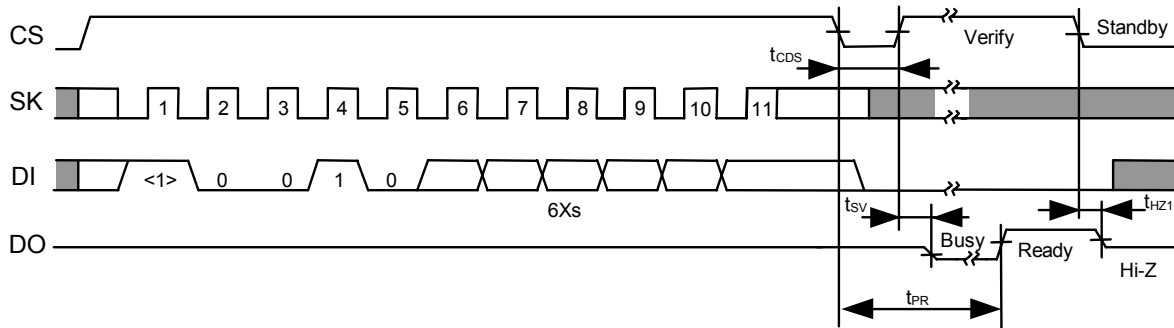 CS Verify Standby
tCDS
SK 1 2 3 4 5 6 7 8 9 10 11
DI <1> 0 0 1 0
6Xs tSV tHZ1
DO Busy Ready Hi-Z
tPR